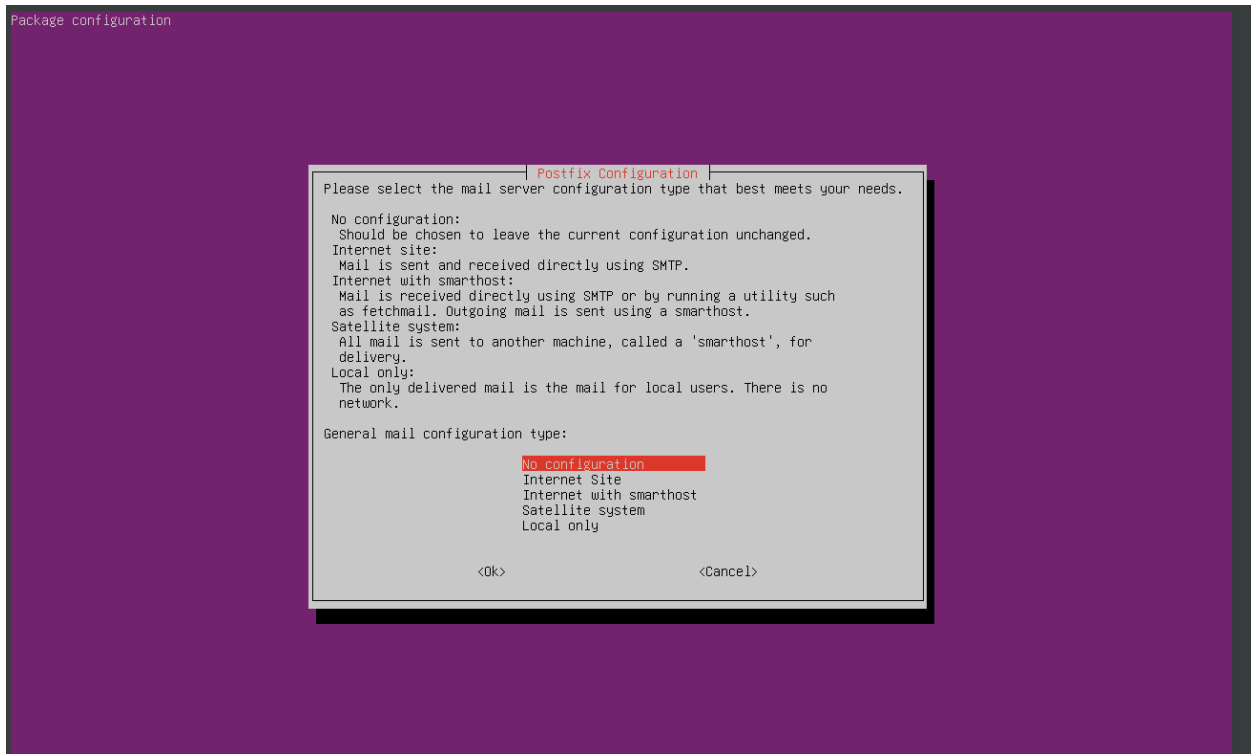 Package configuration
Postfix Configuration
Please select the mail server configuration type that best meets your needs.
No configuration:
Should be chosen to leave the current configuration unchanged.
Internet site:
Mail is sent and received directly using SMTP.
Internet with smarthost:
Mail is received directly using SMTP or by running a utility such
as fetchmail. Outgoing mail is sent using a smarthost.
Satellite system:
All mail is sent to another machine, called a 'smarthost', for
delivery.
Local only:
The only delivered mail is the mail for local users. There is no
network.
General mail configuration type:
No configuration
Internet Site
Internet with smarthost
Satellite system
Local only
<Ok> <Cancel>